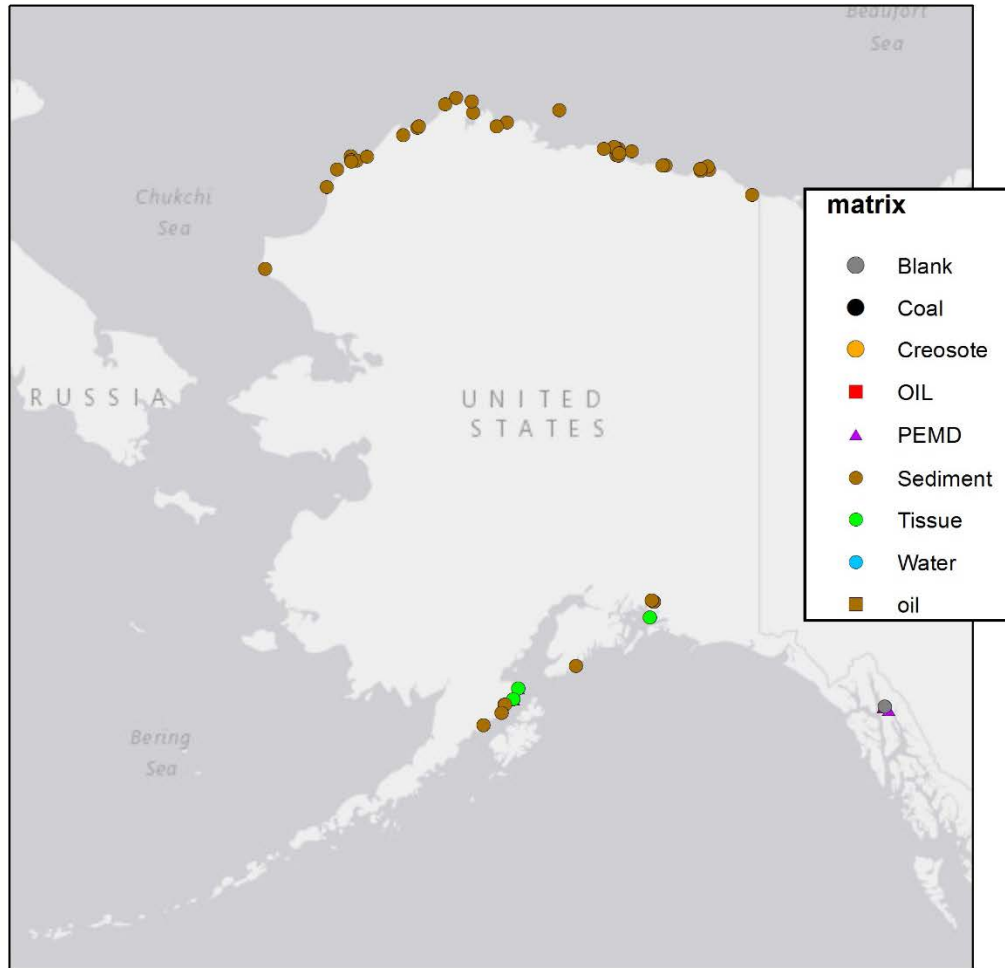 Beaufort
Sea
Chukchi
Sea
RUSSIA
UNITED
STATES
Bering
Sea
matrix
Blank
Coal
Creosote
OIL
PEMD
Sediment
Tissue
Water
oil